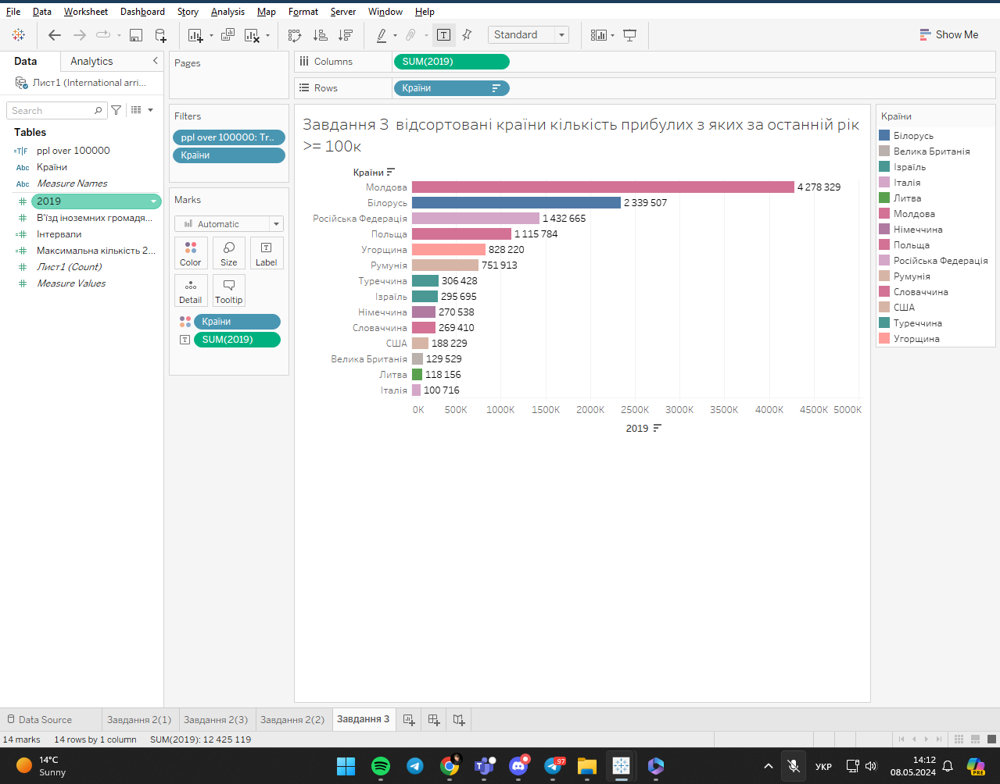 File Data Worksheet Dashboard Story Analysis Map Format Server Window Help
Standard
Show Me
Data Analytics
Лист1 (International arri...
Search
Tables
ppl over 100000
Abc Країни
Abc Measure Names
2019
В'їзд іноземних громадя...
Інтервали
Максимальна кількість 2...
Лист1 (Count)
Measure Values
Pages
Filters
ppl over 100000: Tr..
Країни
Marks
Automatic
Color Size Label
Detail Tooltip
Країни
SUM(2019)
Columns SUM(2019)
Rows Країни
Завдання 3 відсортовані країни кількість прибулих з яких за останній рік
>= 100к
Країни
Молдова 4 278 329
Білорусь 2 339 507
Російська Федерація 1 432 665
Польща 1 115 784
Угорщина 828 220
Румунія 751 913
Туреччина 306 428
Ізраїль 295 695
Німеччина 270 538
Словаччина 269 410
США 188 229
Велика Британія 129 529
Литва 118 156
Італія 100 716
0K 500K 1000K 1500K 2000K 2500K 3000K 3500K 4000K 4500K 5000K
2019
Країни
Білорусь
Велика Британія
Ізраїль
Італія
Литва
Молдова
Німеччина
Польща
Російська Федерація
Румунія
Словаччина
США
Туреччина
Угорщина
Data Source Завдання 2(1) Завдання 2(3) Завдання 2(2) Завдання 3
14 marks 14 rows by 1 column SUM(2019): 12 425 119
14°C
Sunny
97
УКР
14:12
08.05.2024
PRE